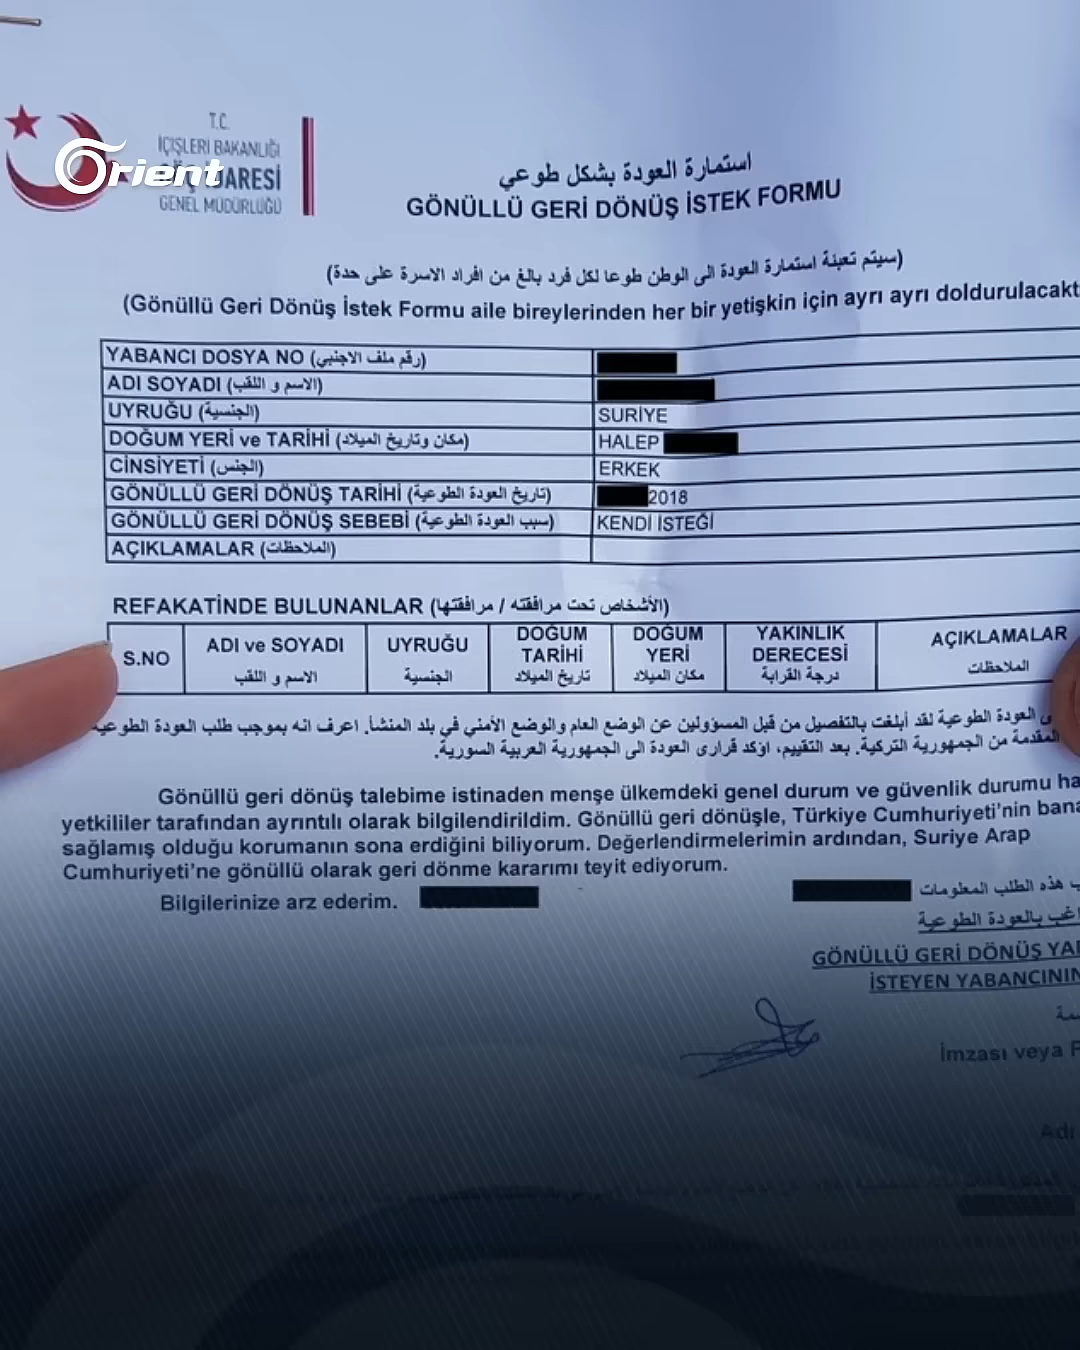 Orient
T.C.
İÇİŞLERİ BAKANLIĞI
GÖÇ İDARESİ
GENEL MÜDÜRLÜĞÜ
استمارة العودة بشكل طوعي
GÖNÜLLÜ GERİ DÖNÜŞ İSTEK FORMU
(سيتم تعبئة استمارة العودة الى الوطن طوعا لكل فرد بالغ من افراد الاسرة على حدة)
(Gönüllü Geri Dönüş İstek Formu aile bireylerinden her bir yetişkin için ayrı ayrı doldurulacakt
YABANCI DOSYA NO (رقم ملف الاجنبي)
ADI SOYADI (الاسم و اللقب)
UYRUĞU (الجنسية) SURİYE
DOĞUM YERİ ve TARİHİ (مكان وتاريخ الميلاد) HALEP
CİNSİYETİ (الجنس) ERKEK
GÖNÜLLÜ GERİ DÖNÜŞ TARİHİ (تاريخ العودة الطوعية) 2018
GÖNÜLLÜ GERİ DÖNÜŞ SEBEBİ (سبب العودة الطوعية) KENDİ İSTEĞİ
AÇIKLAMALAR (الملاحظات)
REFAKATİNDE BULUNANLAR (الأشخاص تحت مرافقته / مرافقتها)
S.NO
ADI ve SOYADI
الاسم و اللقب
UYRUĞU
الجنسية
DOĞUM TARİHİ
تاريخ الميلاد
DOĞUM YERİ
مكان الميلاد
YAKINLIK DERECESİ
درجة القرابة
AÇIKLAMALAR
الملاحظات
العودة الطوعية لقد أبلغت بالتفصيل من قبل المسؤولين عن الوضع العام والوضع الأمني في بلد المنشأ. اعرف انه بموجب طلب العودة الطوعية
المقدمة من الجمهورية التركية. بعد التقييم، اؤكد قراري العودة الى الجمهورية العربية السورية.
Gönüllü geri dönüş talebime istinaden menşe ülkemdeki genel durum ve güvenlik durumu ha
yetkililer tarafından ayrıntılı olarak bilgilendirildim. Gönüllü geri dönüşle, Türkiye Cumhuriyeti'nin bana
sağlamış olduğu korumanın sona erdiğini biliyorum. Değerlendirmelerimin ardından, Suriye Arap
Cumhuriyeti'ne gönüllü olarak geri dönme kararımı teyit ediyorum.
Bilgilerinize arz ederim.
هذه الطلب المعلومات
بالعودة الطوعية
GÖNÜLLÜ GERİ DÖNÜŞ YA
İSTEYEN YABANCININ
İmzası veya
Adı